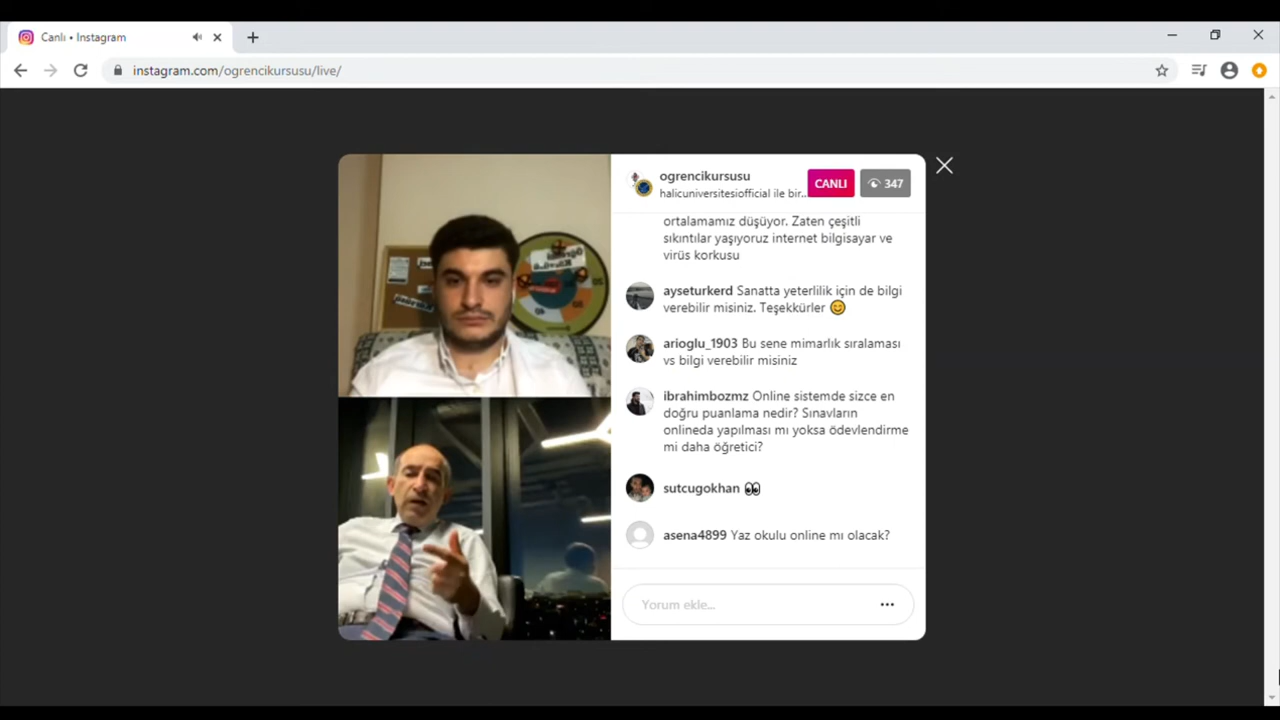 Canlı • Instagram
instagram.com/ogrencikursusu/live/
ogrencikursusu
halicuniversitesiofficial ile bir...
CANLI
347
ortalamamız düşüyor. Zaten çeşitli
sıkıntılar yaşıyoruz internet bilgisayar ve
virüs korkusu
ayseturkerd Sanatta yeterlilik için de bilgi
verebilir misiniz. Teşekkürler 😊
arioglu_1903 Bu sene mimarlık sıralaması
vs bilgi verebilir misiniz
ibrahimbozmz Online sistemde sizce en
doğru puanlama nedir? Sınavların
onlineda yapılması mı yoksa ödevlendirme
mi daha öğretici?
sutcugokhan 👀
asena4899 Yaz okulu online mı olacak?
Yorum ekle...